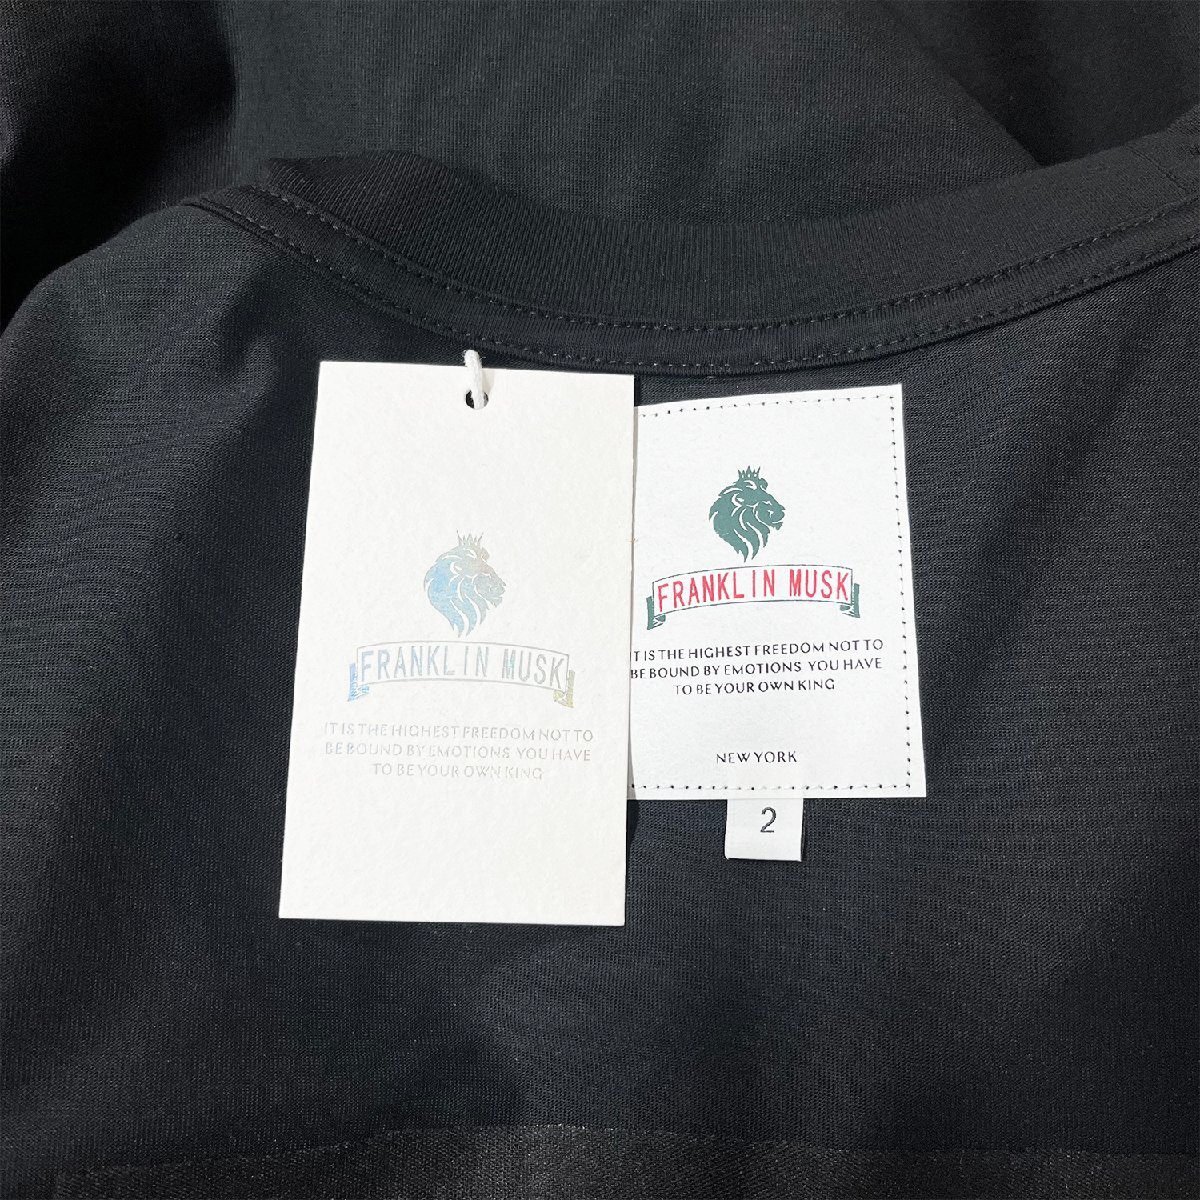 FRANKLIN MUSK
IT IS THE HIGHEST FREEDOM NOT TO
BE BOUND BY EMOTIONS YOU HAVE
TO BE YOUR OWN KING
FRANKLIN MUSK
IT IS THE HIGHEST FREEDOM NOT TO
BE BOUND BY EMOTIONS YOU HAVE
TO BE YOUR OWN KING
NEW YORK
2